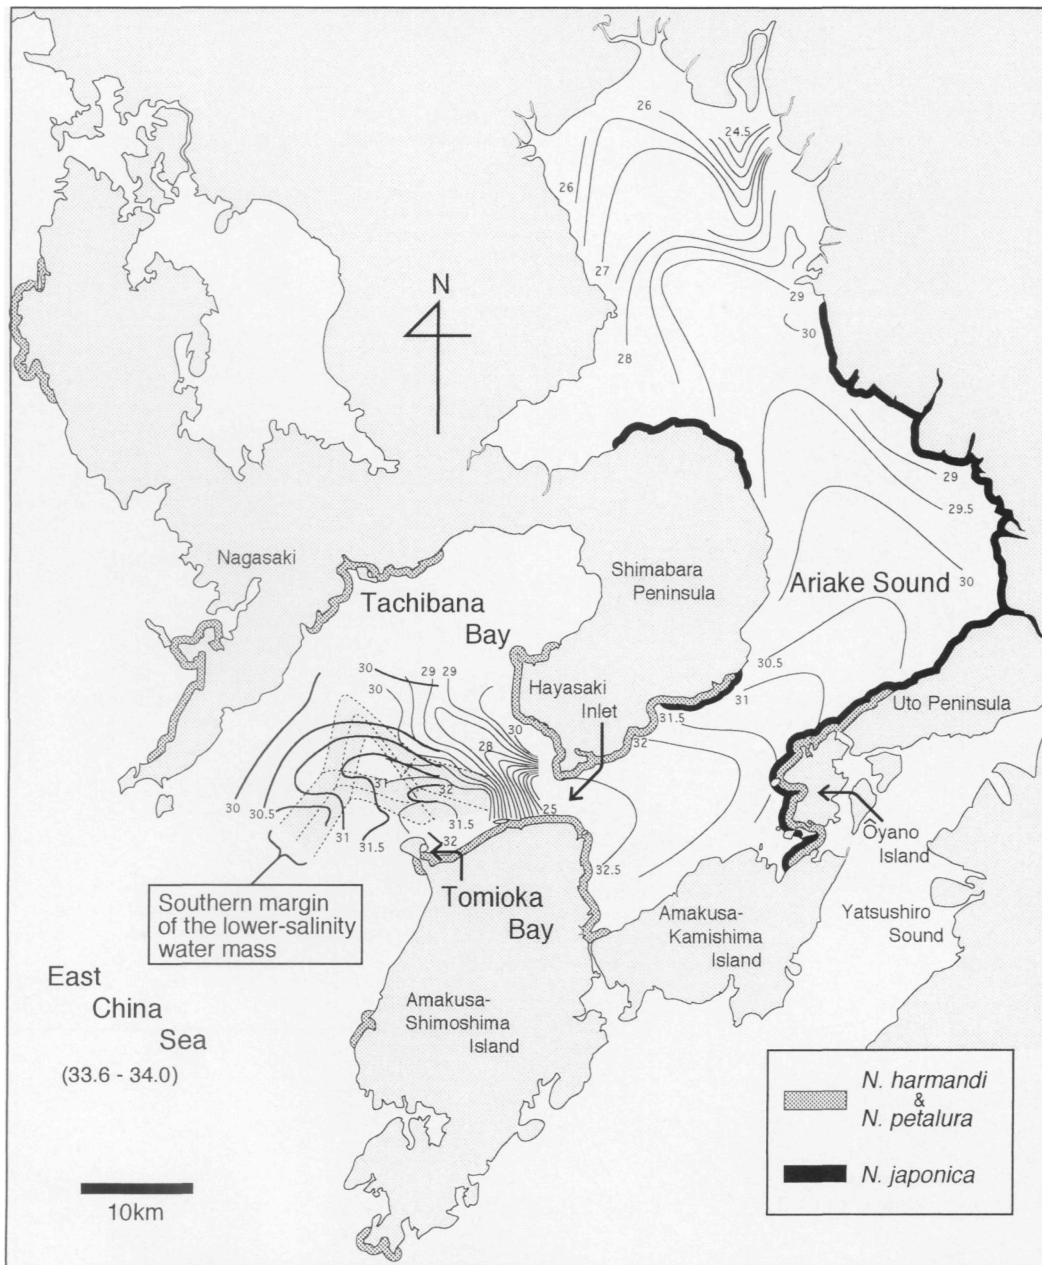 26
24.5
26
27
29
30
28
N
29
29.5
30
Nagasaki
Shimabara
Peninsula
Ariake Sound
Tachibana
Bay
30
29
29
30
30.5
31
31.5
32
Hayasaki
Inlet
Uto Peninsula
30
28
31
32
25
30
30.5
31
31.5
31.5
32
32.5
Ôyano
Island
Southern margin
of the lower-salinity
water mass
Tomioka
Bay
Amakusa-
Kamishima
Island
Yatsushiro
Sound
East
China
Sea
(33.6 - 34.0)
Amakusa-
Shimoshima
Island
N. harmandi
&
N. petalura
N. japonica
10km